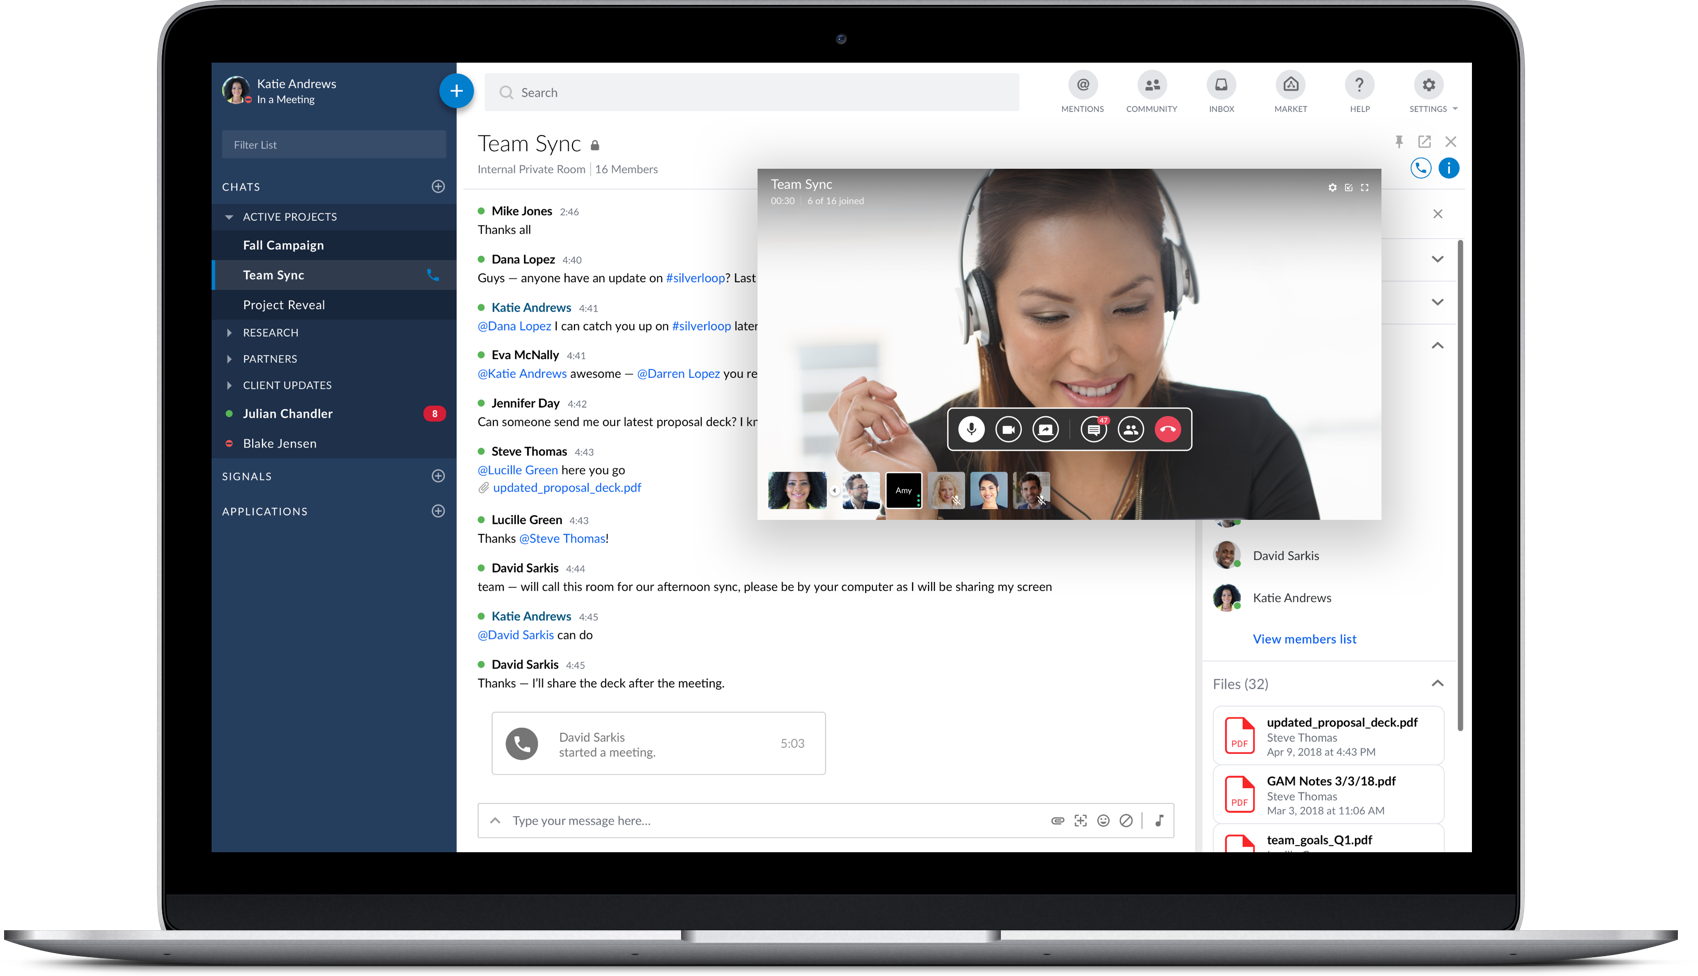 Katie Andrews
In a Meeting
Filter List
CHATS
ACTIVE PROJECTS
Fall Campaign
Team Sync
Project Reveal
RESEARCH
PARTNERS
CLIENT UPDATES
Julian Chandler 8
Blake Jensen
SIGNALS
APPLICATIONS
Search
MENTIONS
COMMUNITY
INBOX
MARKET
HELP
SETTINGS
Team Sync
Internal Private Room | 16 Members
Mike Jones 2:46
Thanks all
Dana Lopez 4:40
Guys — anyone have an update on #silverloop? Last
Katie Andrews 4:41
@Dana Lopez I can catch you up on #silverloop later
Eva McNally 4:41
@Katie Andrews awesome — @Darren Lopez you re
Jennifer Day 4:42
Can someone send me our latest proposal deck? I kn
Steve Thomas 4:43
@Lucille Green here you go
updated_proposal_deck.pdf
Lucille Green 4:43
Thanks @Steve Thomas!
David Sarkis 4:44
team — will call this room for our afternoon sync, please be by your computer as I will be sharing my screen
Katie Andrews 4:45
@David Sarkis can do
David Sarkis 4:45
Thanks — I'll share the deck after the meeting.
David Sarkis
started a meeting.
5:03
Type your message here...
Team Sync
00:30 | 6 of 16 joined
47
Amy
David Sarkis
Katie Andrews
View members list
Files (32)
PDF
updated_proposal_deck.pdf
Steve Thomas
Apr 9, 2018 at 4:43 PM
PDF
GAM Notes 3/3/18.pdf
Steve Thomas
Mar 3, 2018 at 11:06 AM
team_goals_Q1.pdf